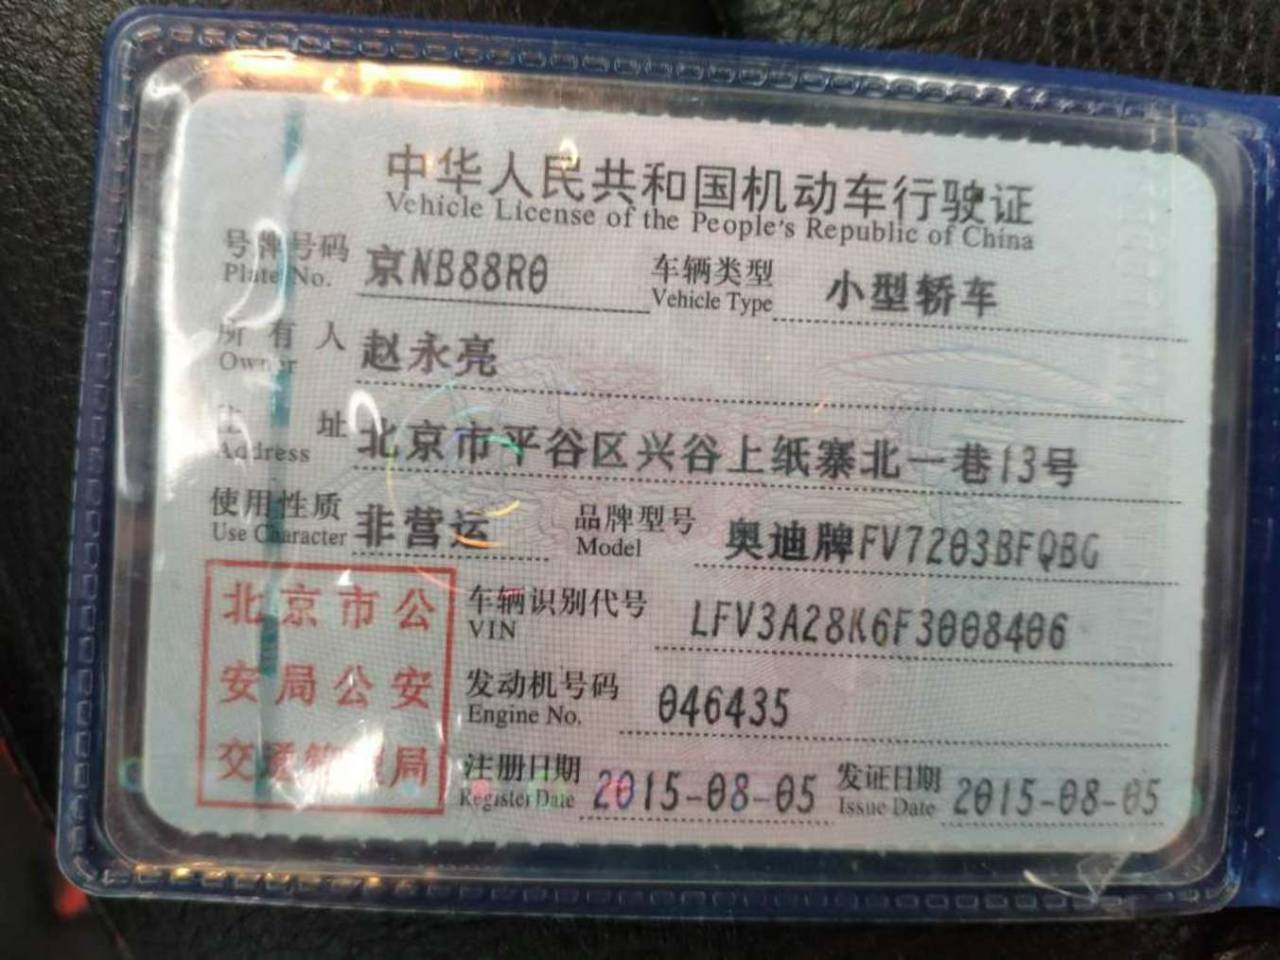 中华人民共和国机动车行驶证
Vehicle License of the People's Republic of China
号牌号码 京NB88R0 车辆类型 小型轿车
Plate No. Vehicle Type
所有人 赵永亮
Owner
住址 北京市平谷区兴谷上纸寨北一巷13号
Address
使用性质 非营运 品牌型号 奥迪牌FV7203BFQBG
Use Character Model
北京市公
安局公安
交通管理局
车辆识别代号 LFV3A28K6F3008406
VIN
发动机号码 046435
Engine No.
注册日期 2015-08-05 发证日期 2015-08-05
Register Date Issue Date